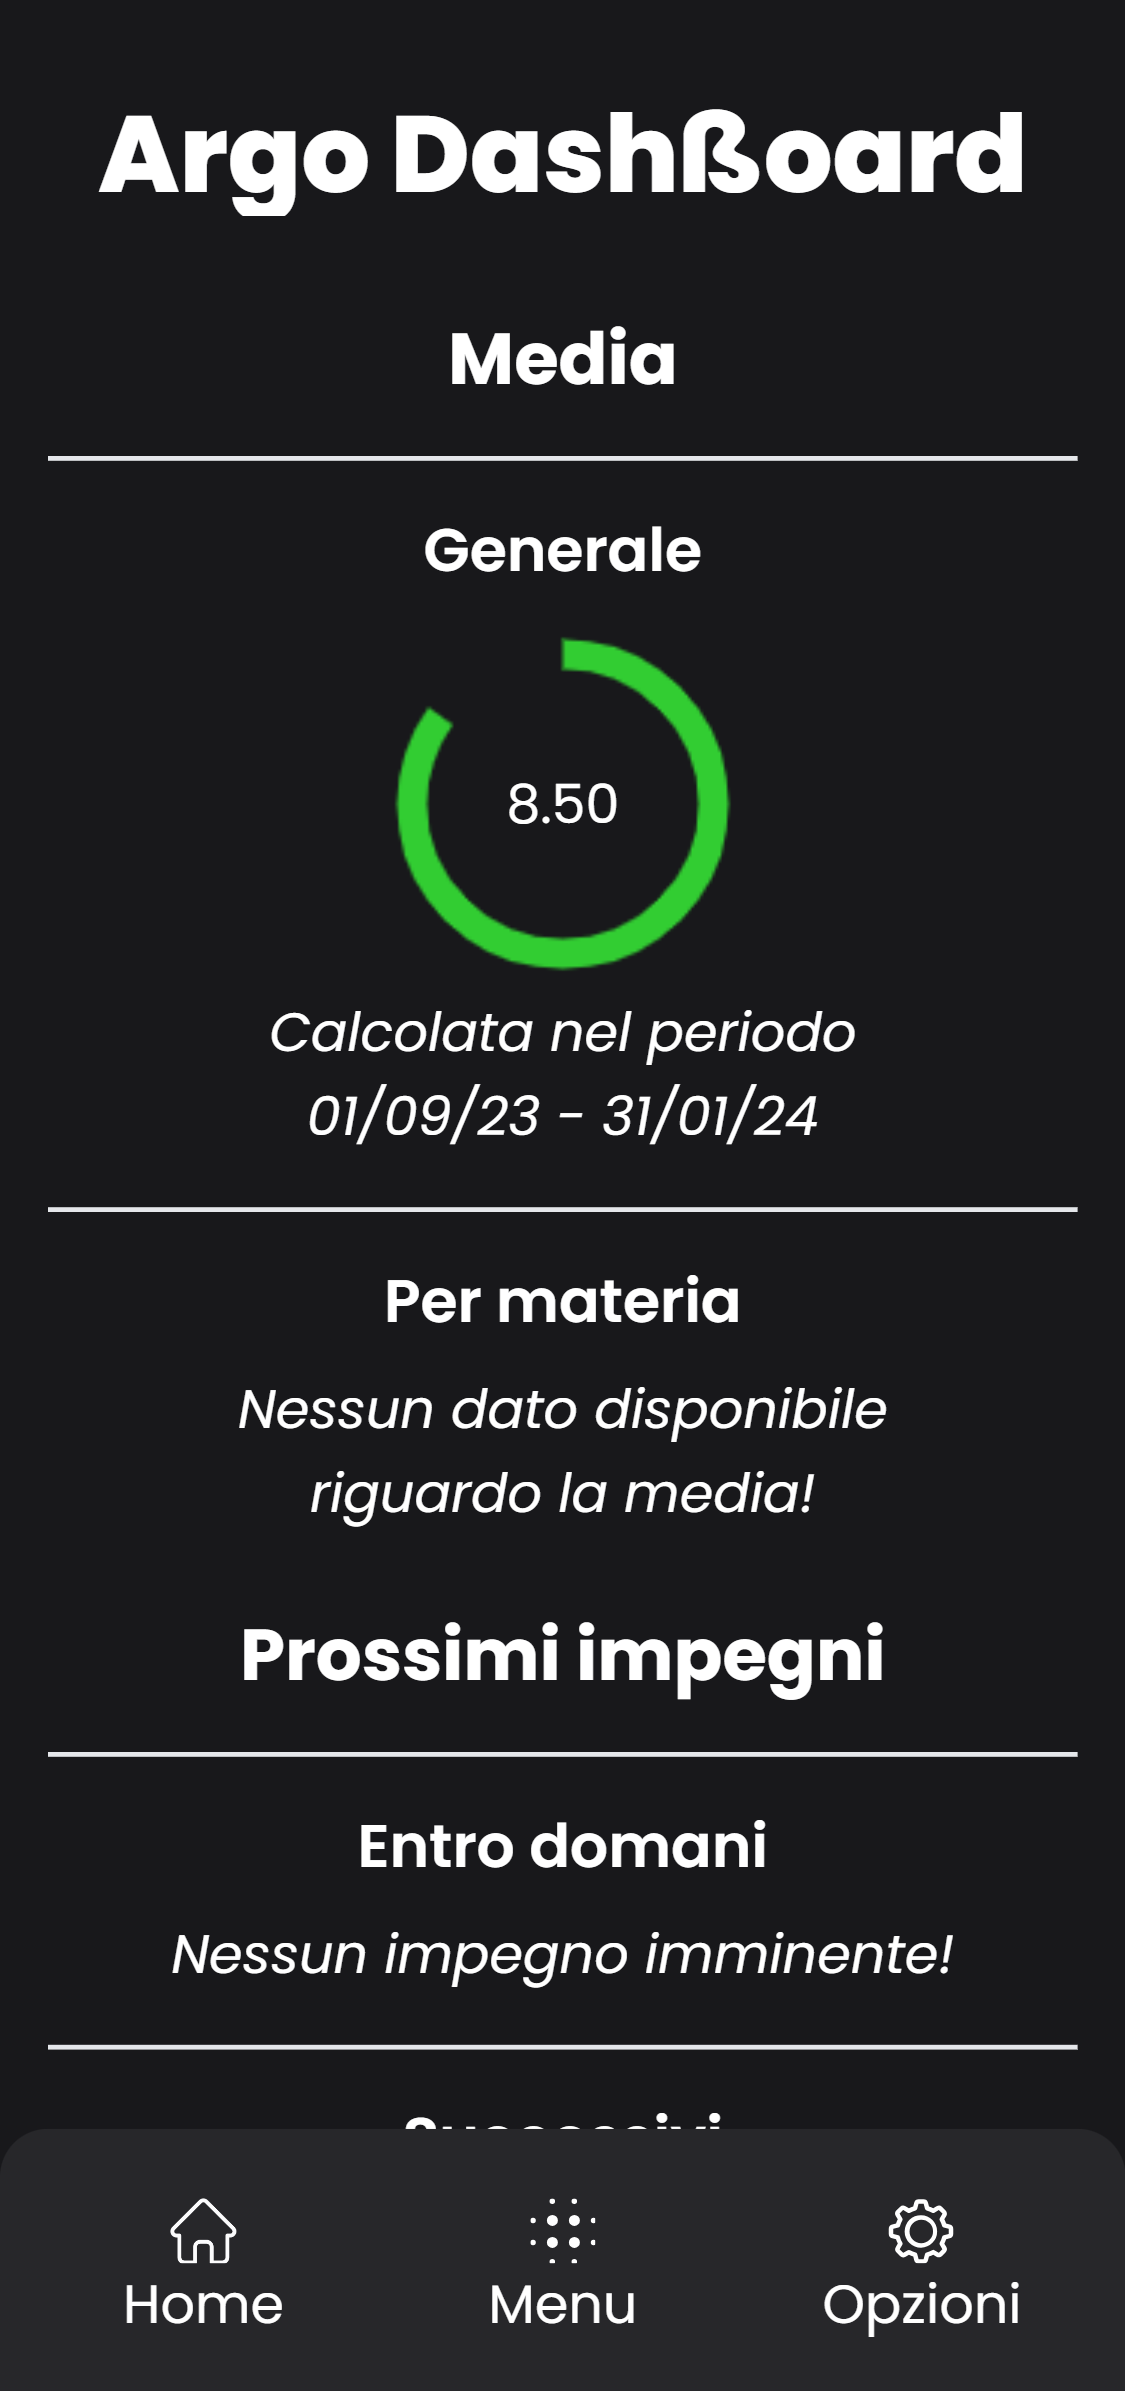 Argo Dashßoard
Media
Generale
8.50
Calcolata nel periodo
01/09/23 - 31/01/24
Per materia
Nessun dato disponibile
riguardo la media!
Prossimi impegni
Entro domani
Nessun impegno imminente!
Successivi
Home
Menu
Opzioni